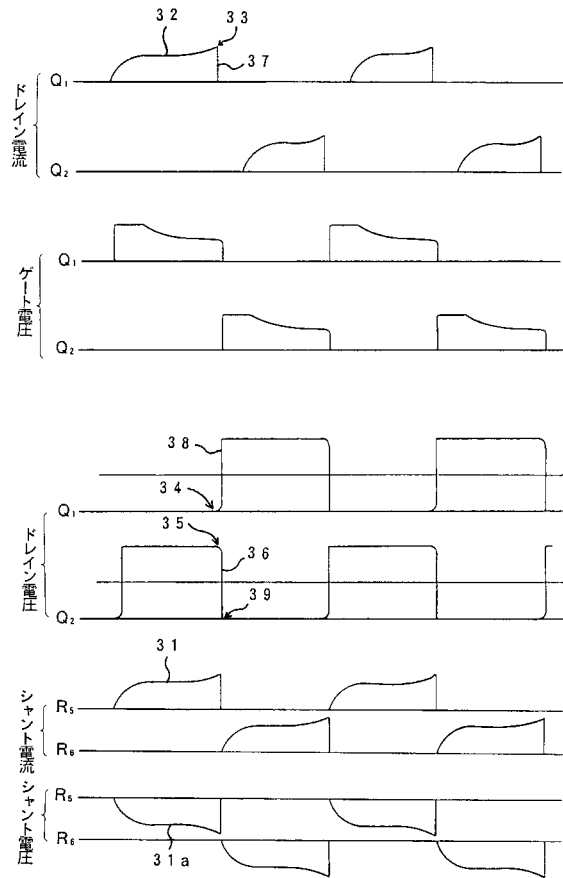 32
33
37
Q₁
Q₂
ドレイン電流
Q₁
Q₂
ゲート電圧
38
34
Q₁
35
36
39
Q₂
ドレイン電圧
31
R₅
R₆
シャント電流
R₅
R₆
31a
シャント電圧